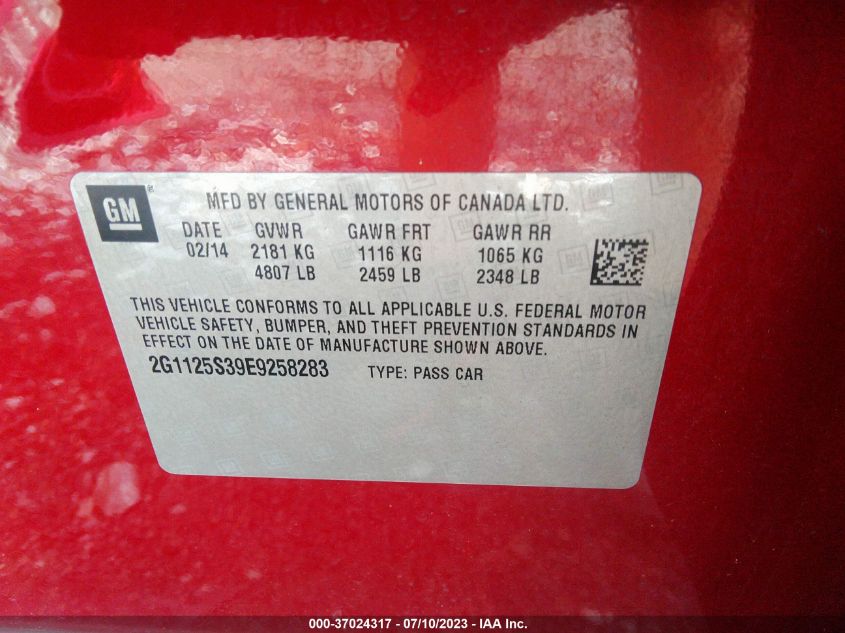 GM ® MFD BY GENERAL MOTORS OF CANADA LTD.
DATE GVWR GAWR FRT GAWR RR
02/14 2181 KG 1116 KG 1065 KG
4807 LB 2459 LB 2348 LB
THIS VEHICLE CONFORMS TO ALL APPLICABLE U.S. FEDERAL MOTOR
VEHICLE SAFETY, BUMPER, AND THEFT PREVENTION STANDARDS IN
EFFECT ON THE DATE OF MANUFACTURE SHOWN ABOVE.
2G1125S39E9258283 TYPE: PASS CAR
000-37024317 - 07/10/2023 - IAA Inc.